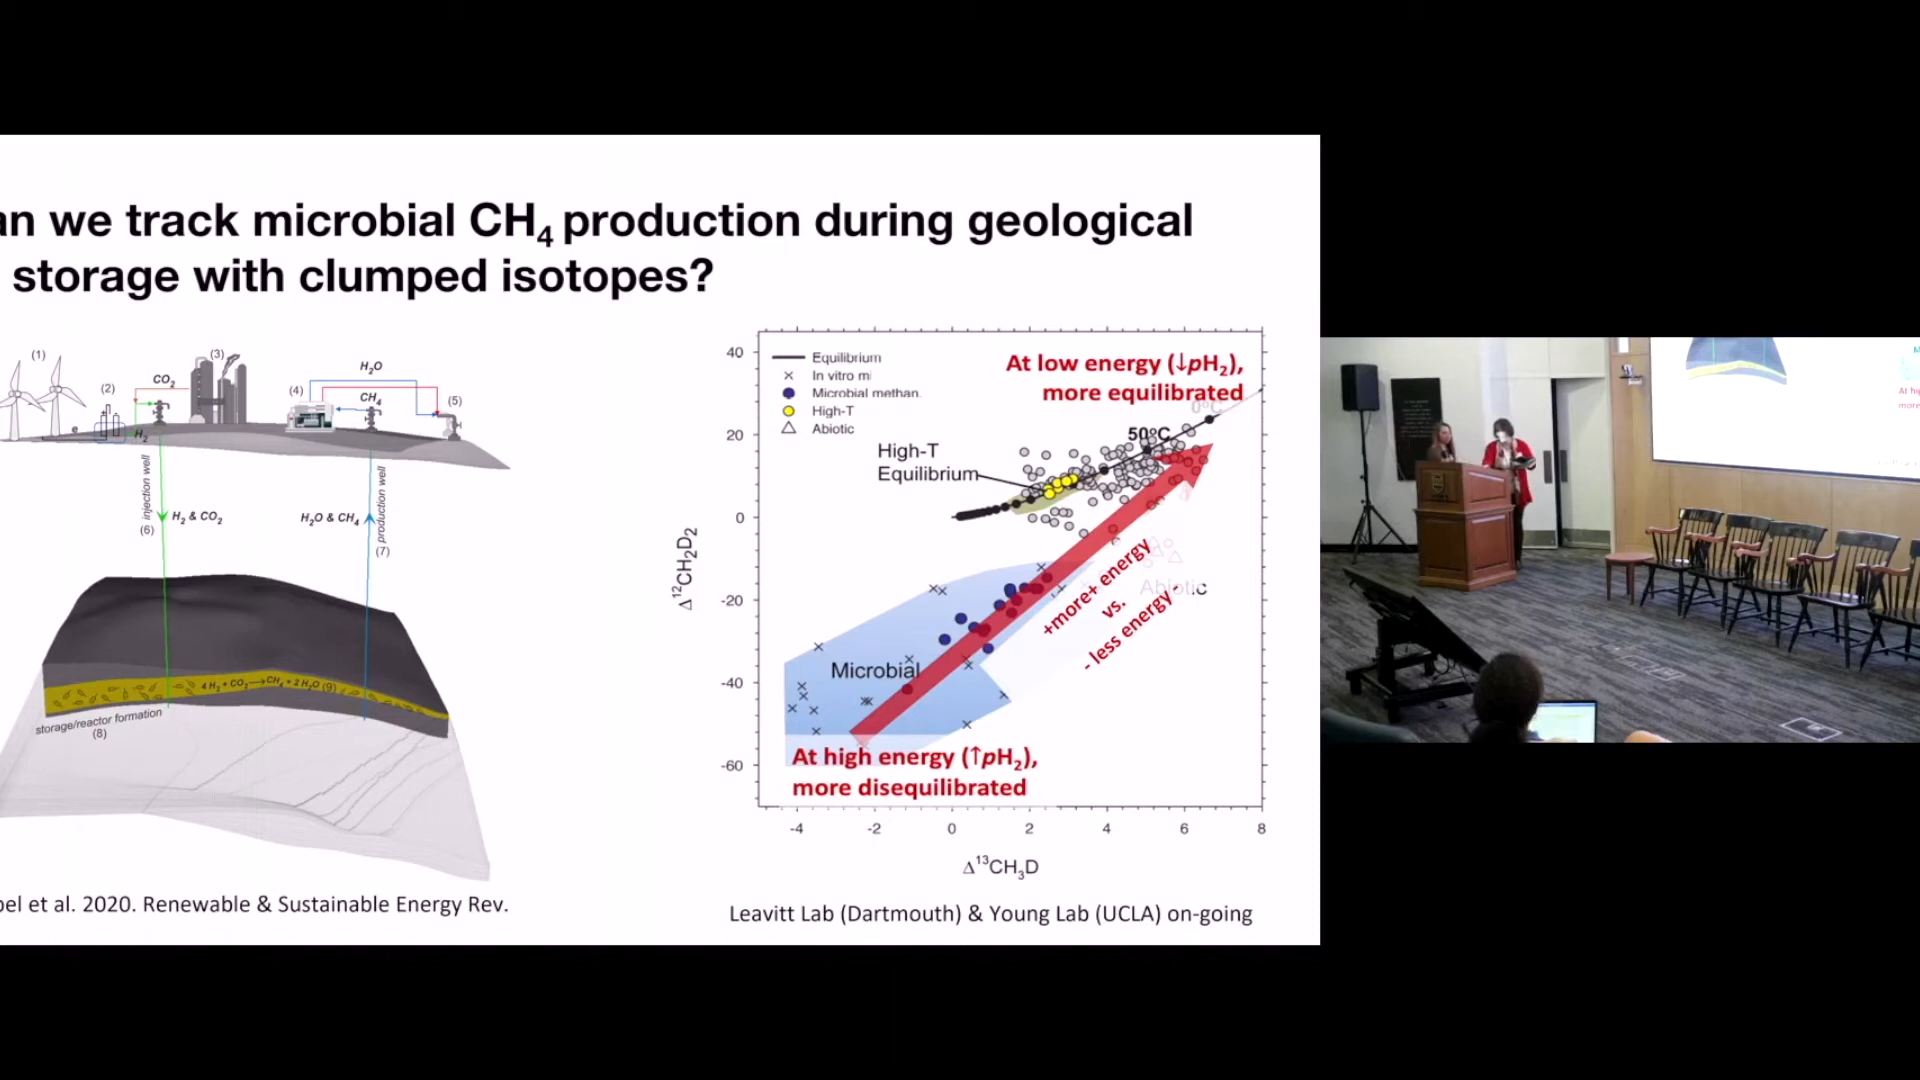 an we track microbial CH₄ production during geological
storage with clumped isotopes?
(1)
(2)
CO₂
(3)
H₂
e
(4)
H₂O
CH₄
(5)
injection well
(6)
H₂ & CO₂
H₂O & CH₄
production well
(7)
4 H₂ + CO₂ → CH₄ + 2 H₂O (9)
storage/reactor formation
(8)
el et al. 2020. Renewable & Sustainable Energy Rev.
Equilibrium
In vitro mi
Microbial methan.
High-T
Abiotic
At low energy (↓pH₂),
more equilibrated
0°C
50°C
High-T
Equilibrium
Microbial
Abiotic
+more+ energy
vs.
- less energy -
At high energy (↑pH₂),
more disequilibrated
40
20
0
-20
-40
-60
Δ¹²CH₂D₂
-4
-2
0
2
4
6
8
Δ¹³CH₃D
Leavitt Lab (Dartmouth) & Young Lab (UCLA) on-going